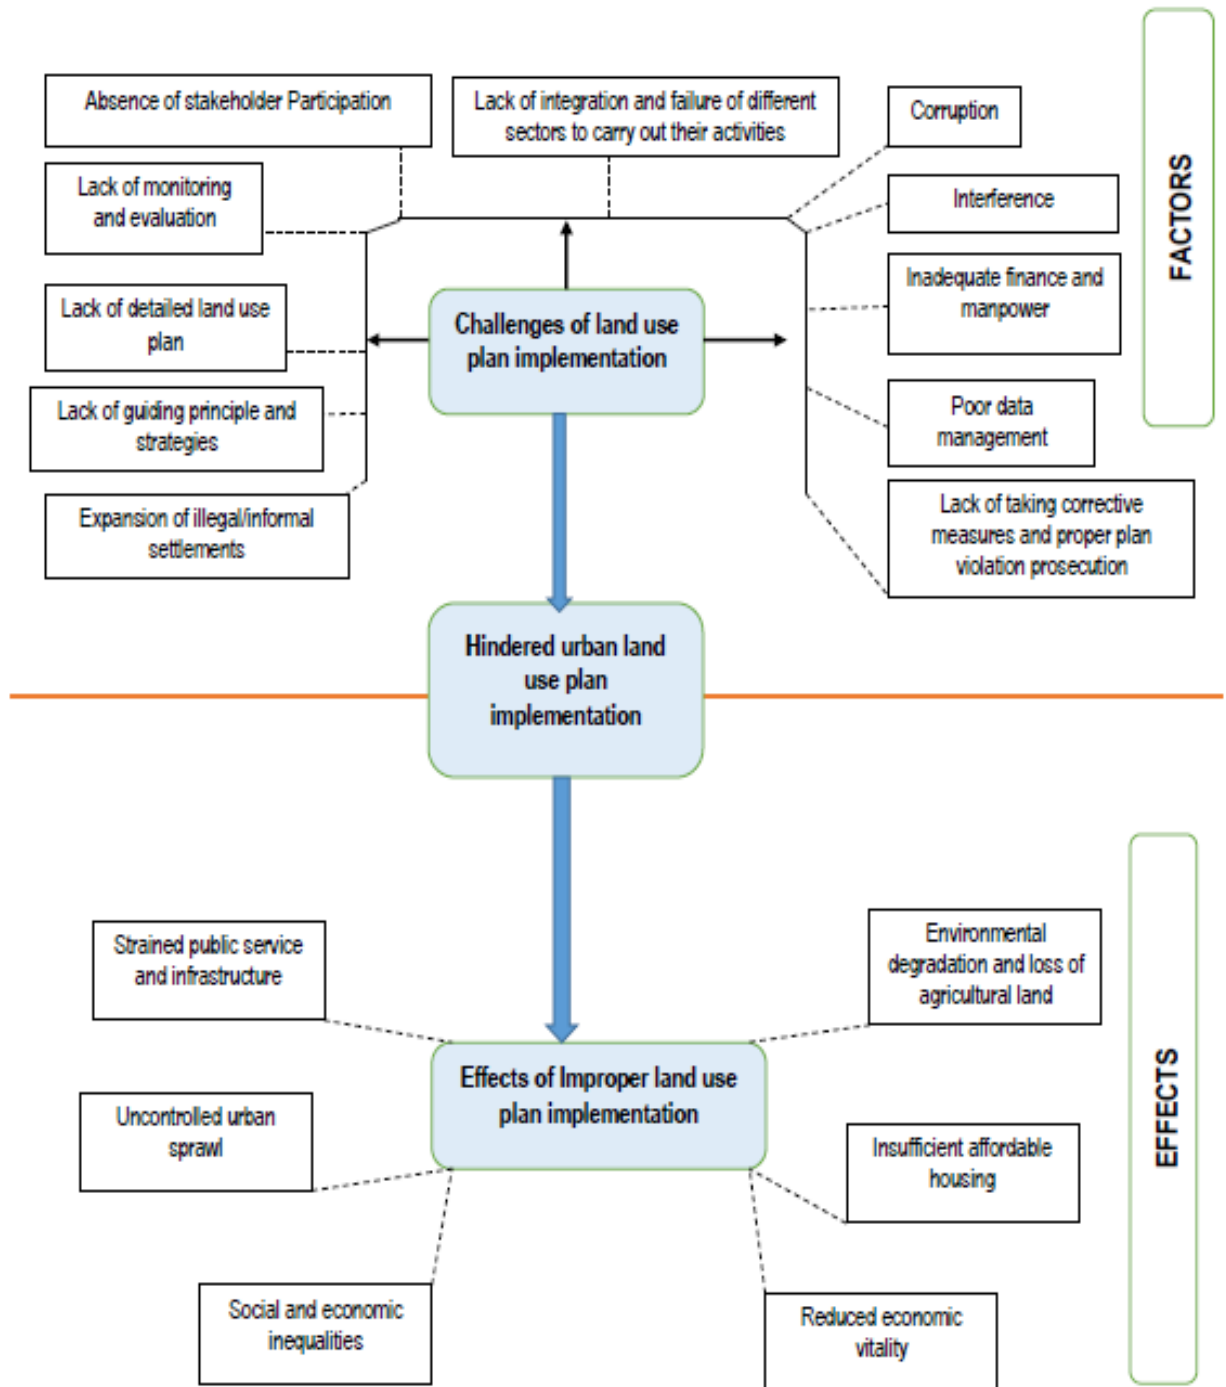 Absence of stakeholder Participation
Lack of integration and failure of different
sectors to carry out their activities
Corruption
FACTORS
Lack of monitoring
and evaluation
Interference
Lack of detailed land use
plan
Challenges of land use
plan implementation
Inadequate finance and
manpower
Lack of guiding principle and
strategies
Poor data
management
Expansion of illegal/informal
settlements
Lack of taking corrective
measures and proper plan
violation prosecution
Hindered urban land
use plan
implementation
Strained public service
and infrastructure
Environmental
degradation and loss of
agricultural land
EFFECTS
Effects of Improper land use
plan implementation
Uncontrolled urban
sprawl
Insufficient affordable
housing
Social and economic
inequalities
Reduced economic
vitality